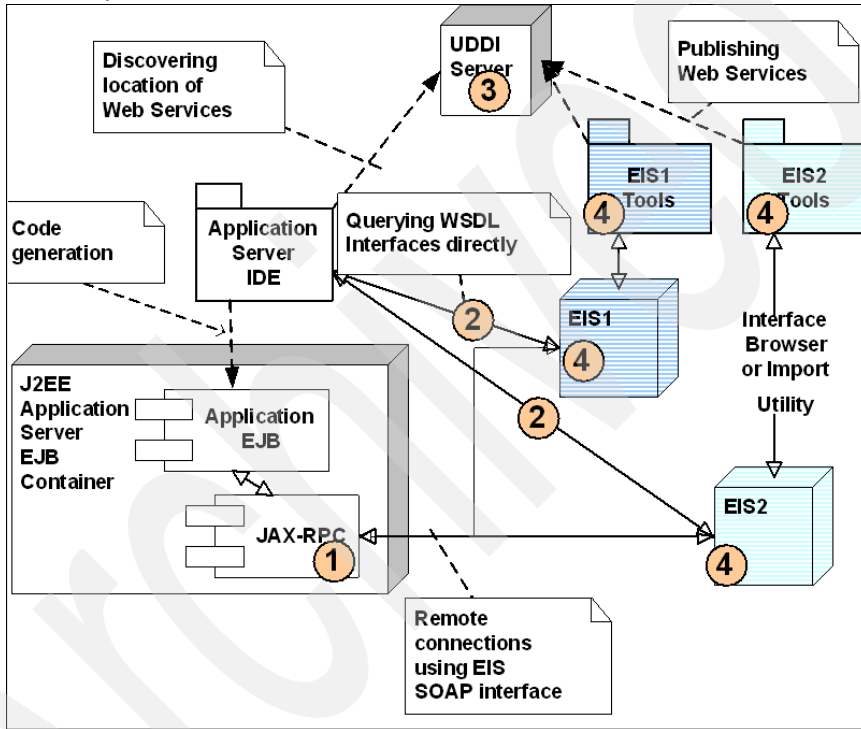 Discovering
location of
Web Services
UDDI
Server
3
Publishing
Web Services
EIS1
Tools
4
EIS2
Tools
4
Code
generation
Application
Server
IDE
Querying WSDL
Interfaces directly
2
EIS1
4
Interface
Browser
or Import
Utility
2
J2EE
Application
Server
EJB
Container
Application
EJB
JAX-RPC
1
EIS2
4
Remote
connections
using EIS
SOAP interface